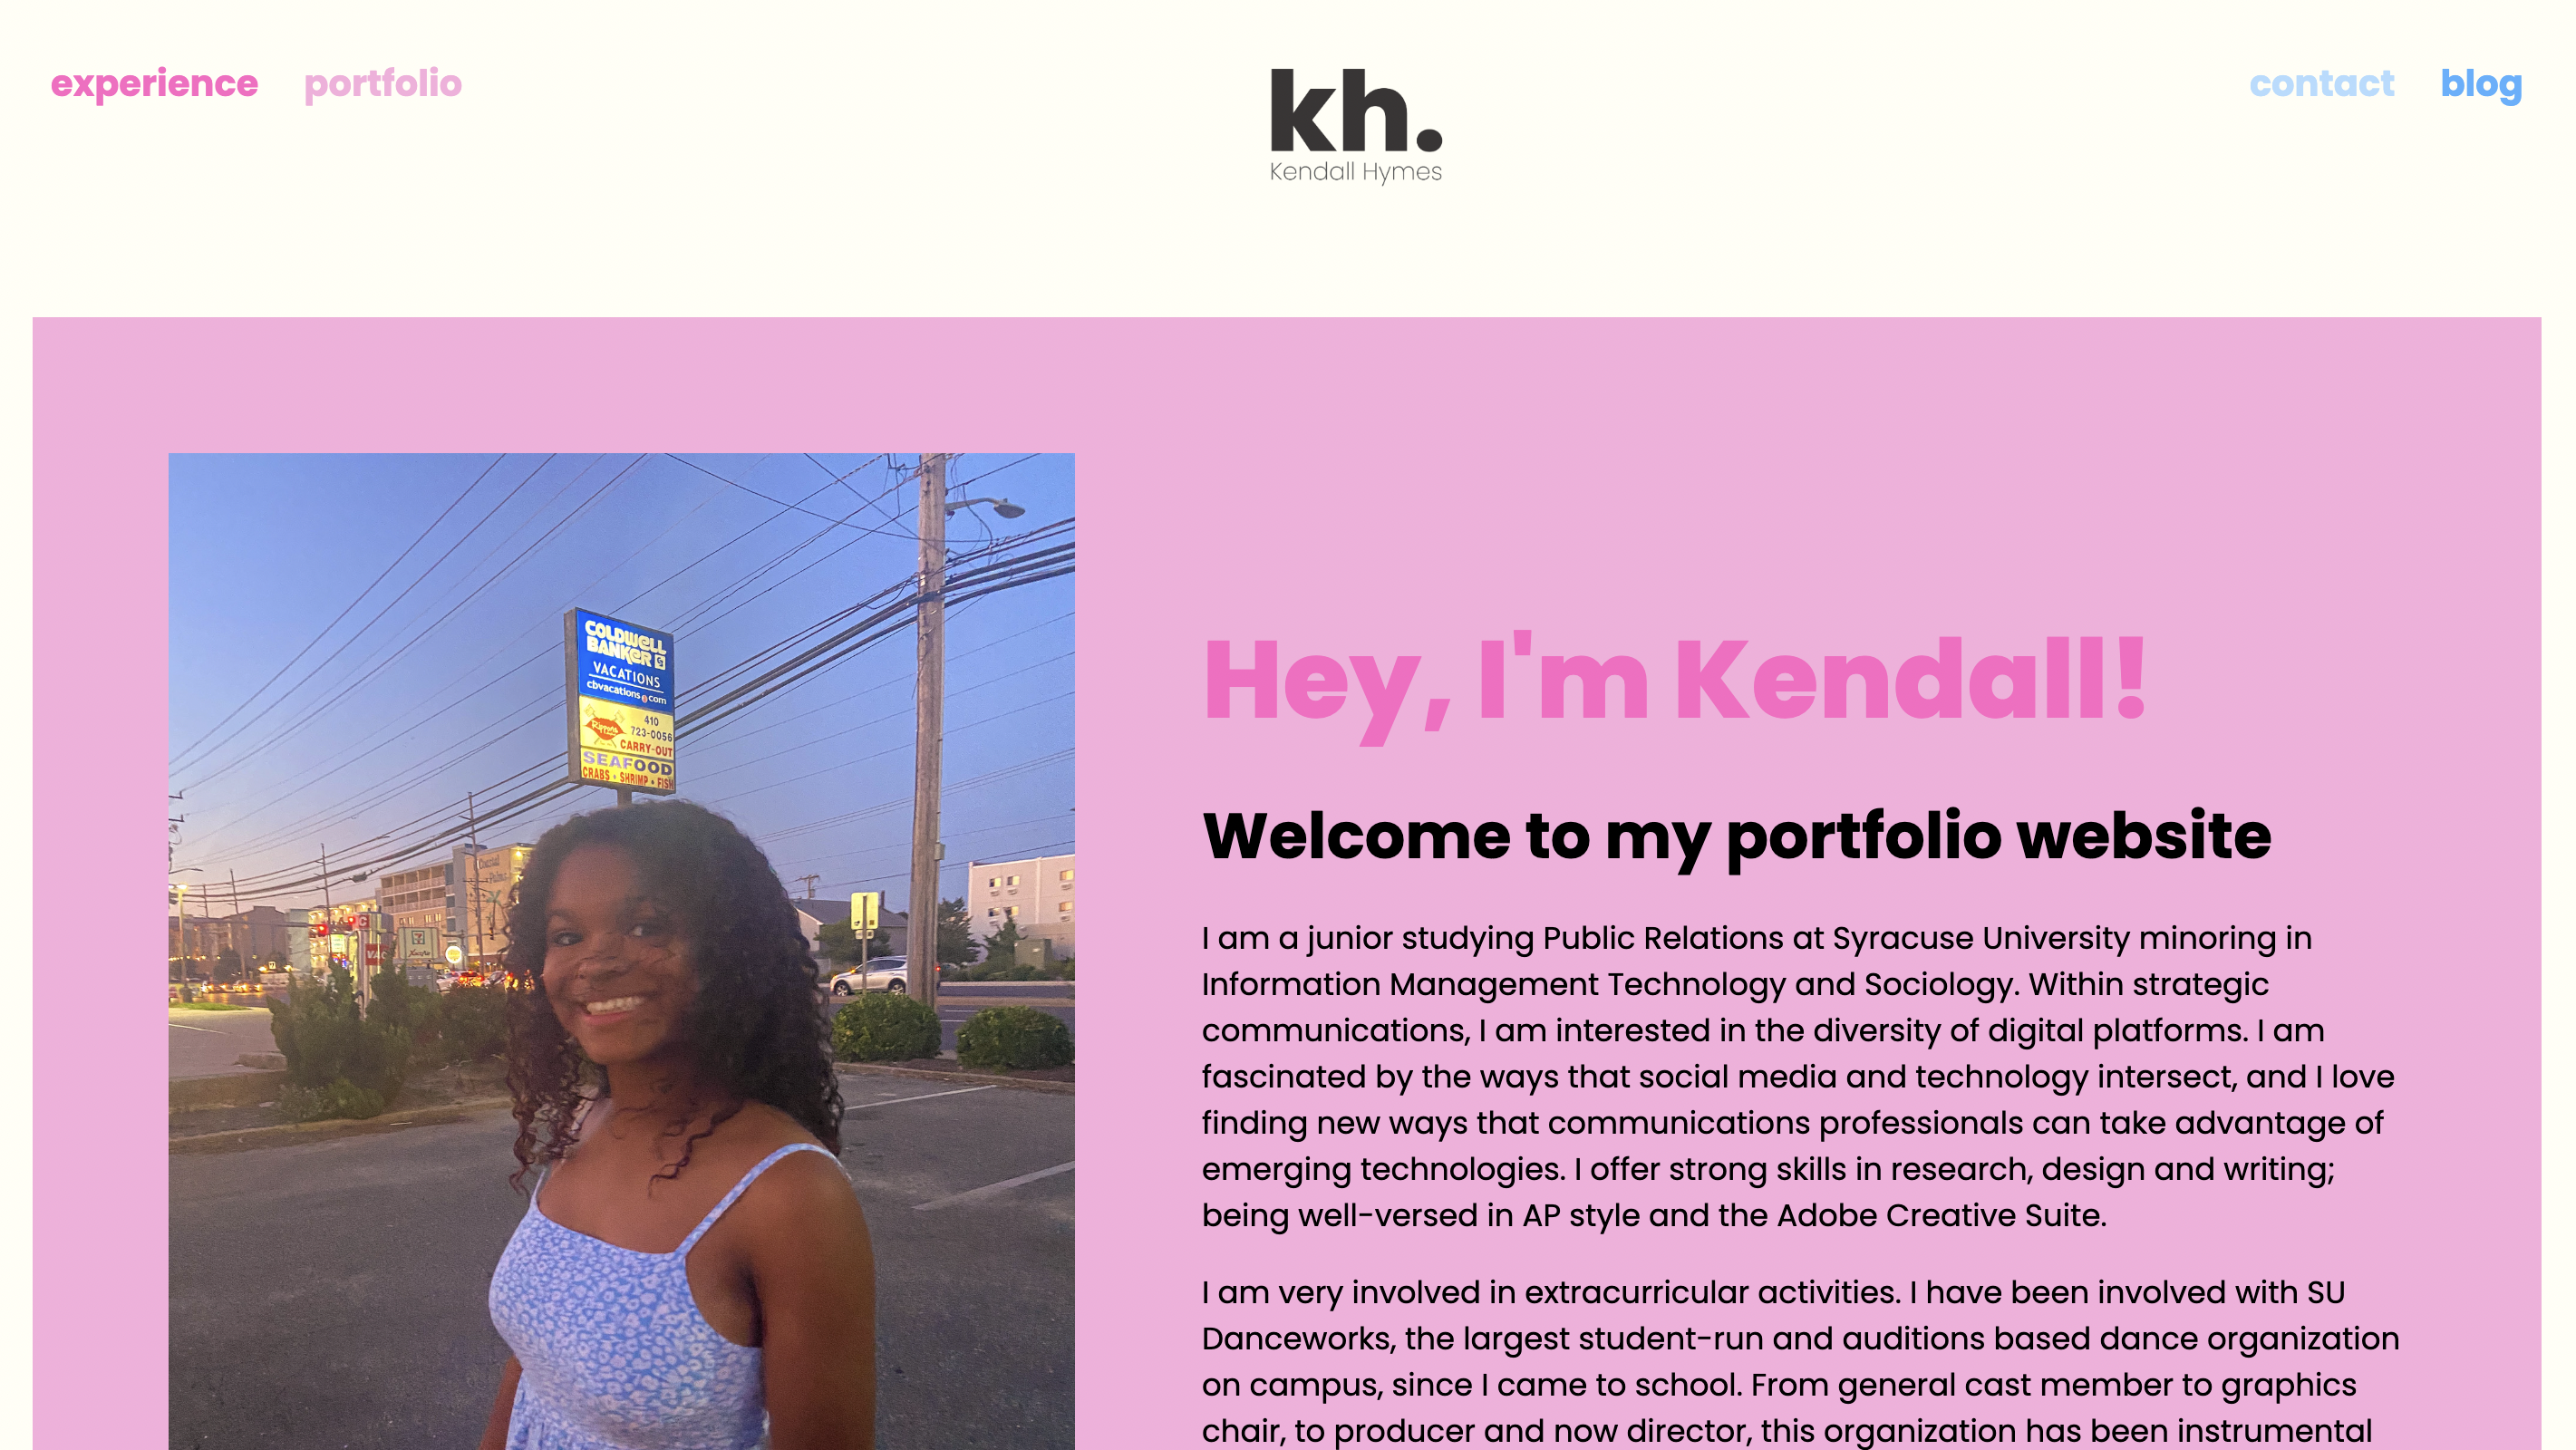 experience portfolio
kh.
Kendall Hymes
contact blog
COLDWELL
BANKER
VACATIONS
cbvacations.com
410
723-0056
CARRY-OUT
SEAFOOD
CRABS • SHRIMP • FISH
Hey, I'm Kendall!
Welcome to my portfolio website
I am a junior studying Public Relations at Syracuse University minoring in
Information Management Technology and Sociology. Within strategic
communications, I am interested in the diversity of digital platforms. I am
fascinated by the ways that social media and technology intersect, and I love
finding new ways that communications professionals can take advantage of
emerging technologies. I offer strong skills in research, design and writing;
being well-versed in AP style and the Adobe Creative Suite.
I am very involved in extracurricular activities. I have been involved with SU
Danceworks, the largest student-run and auditions based dance organization
on campus, since I came to school. From general cast member to graphics
chair, to producer and now director, this organization has been instrumental